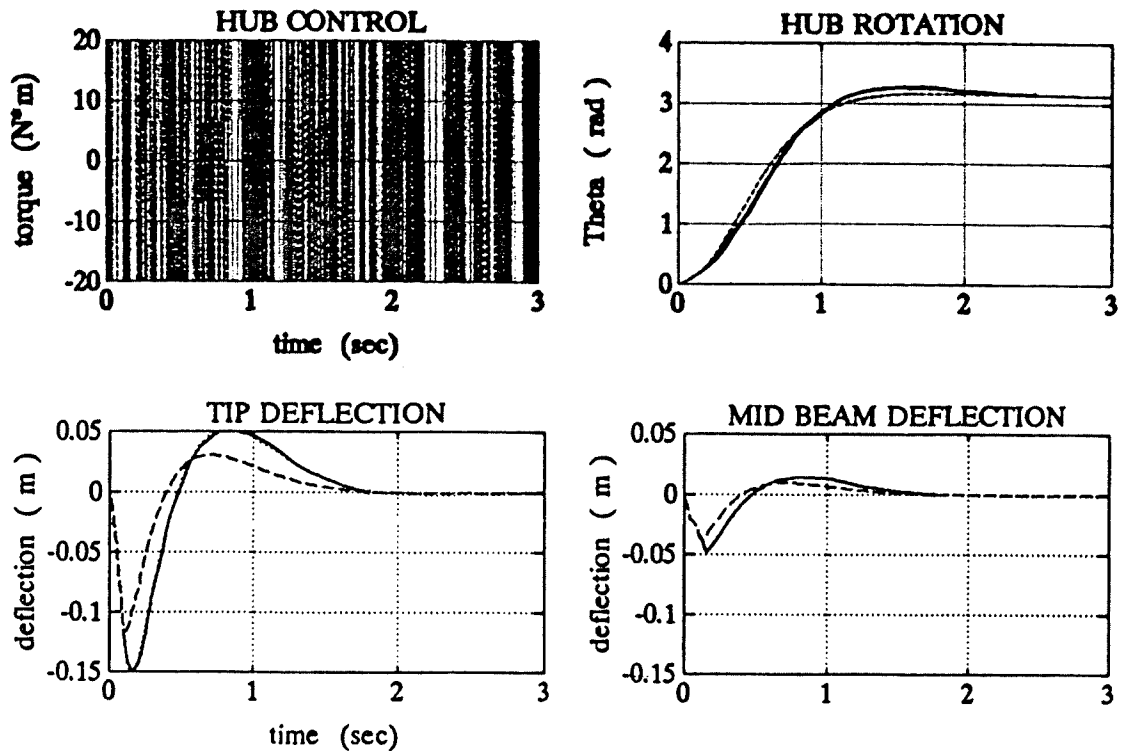 HUB CONTROL
torque (N*m)
20
10
0
-10
-20
0 1 2 3
time (sec)
HUB ROTATION
Theta ( rad )
4
3
2
1
0
0 1 2 3
TIP DEFLECTION
deflection ( m )
0.05
0
-0.05
-0.1
-0.15
0 1 2 3
time (sec)
MID BEAM DEFLECTION
deflection ( m )
0.05
0
-0.05
-0.1
-0.15
0 1 2 3